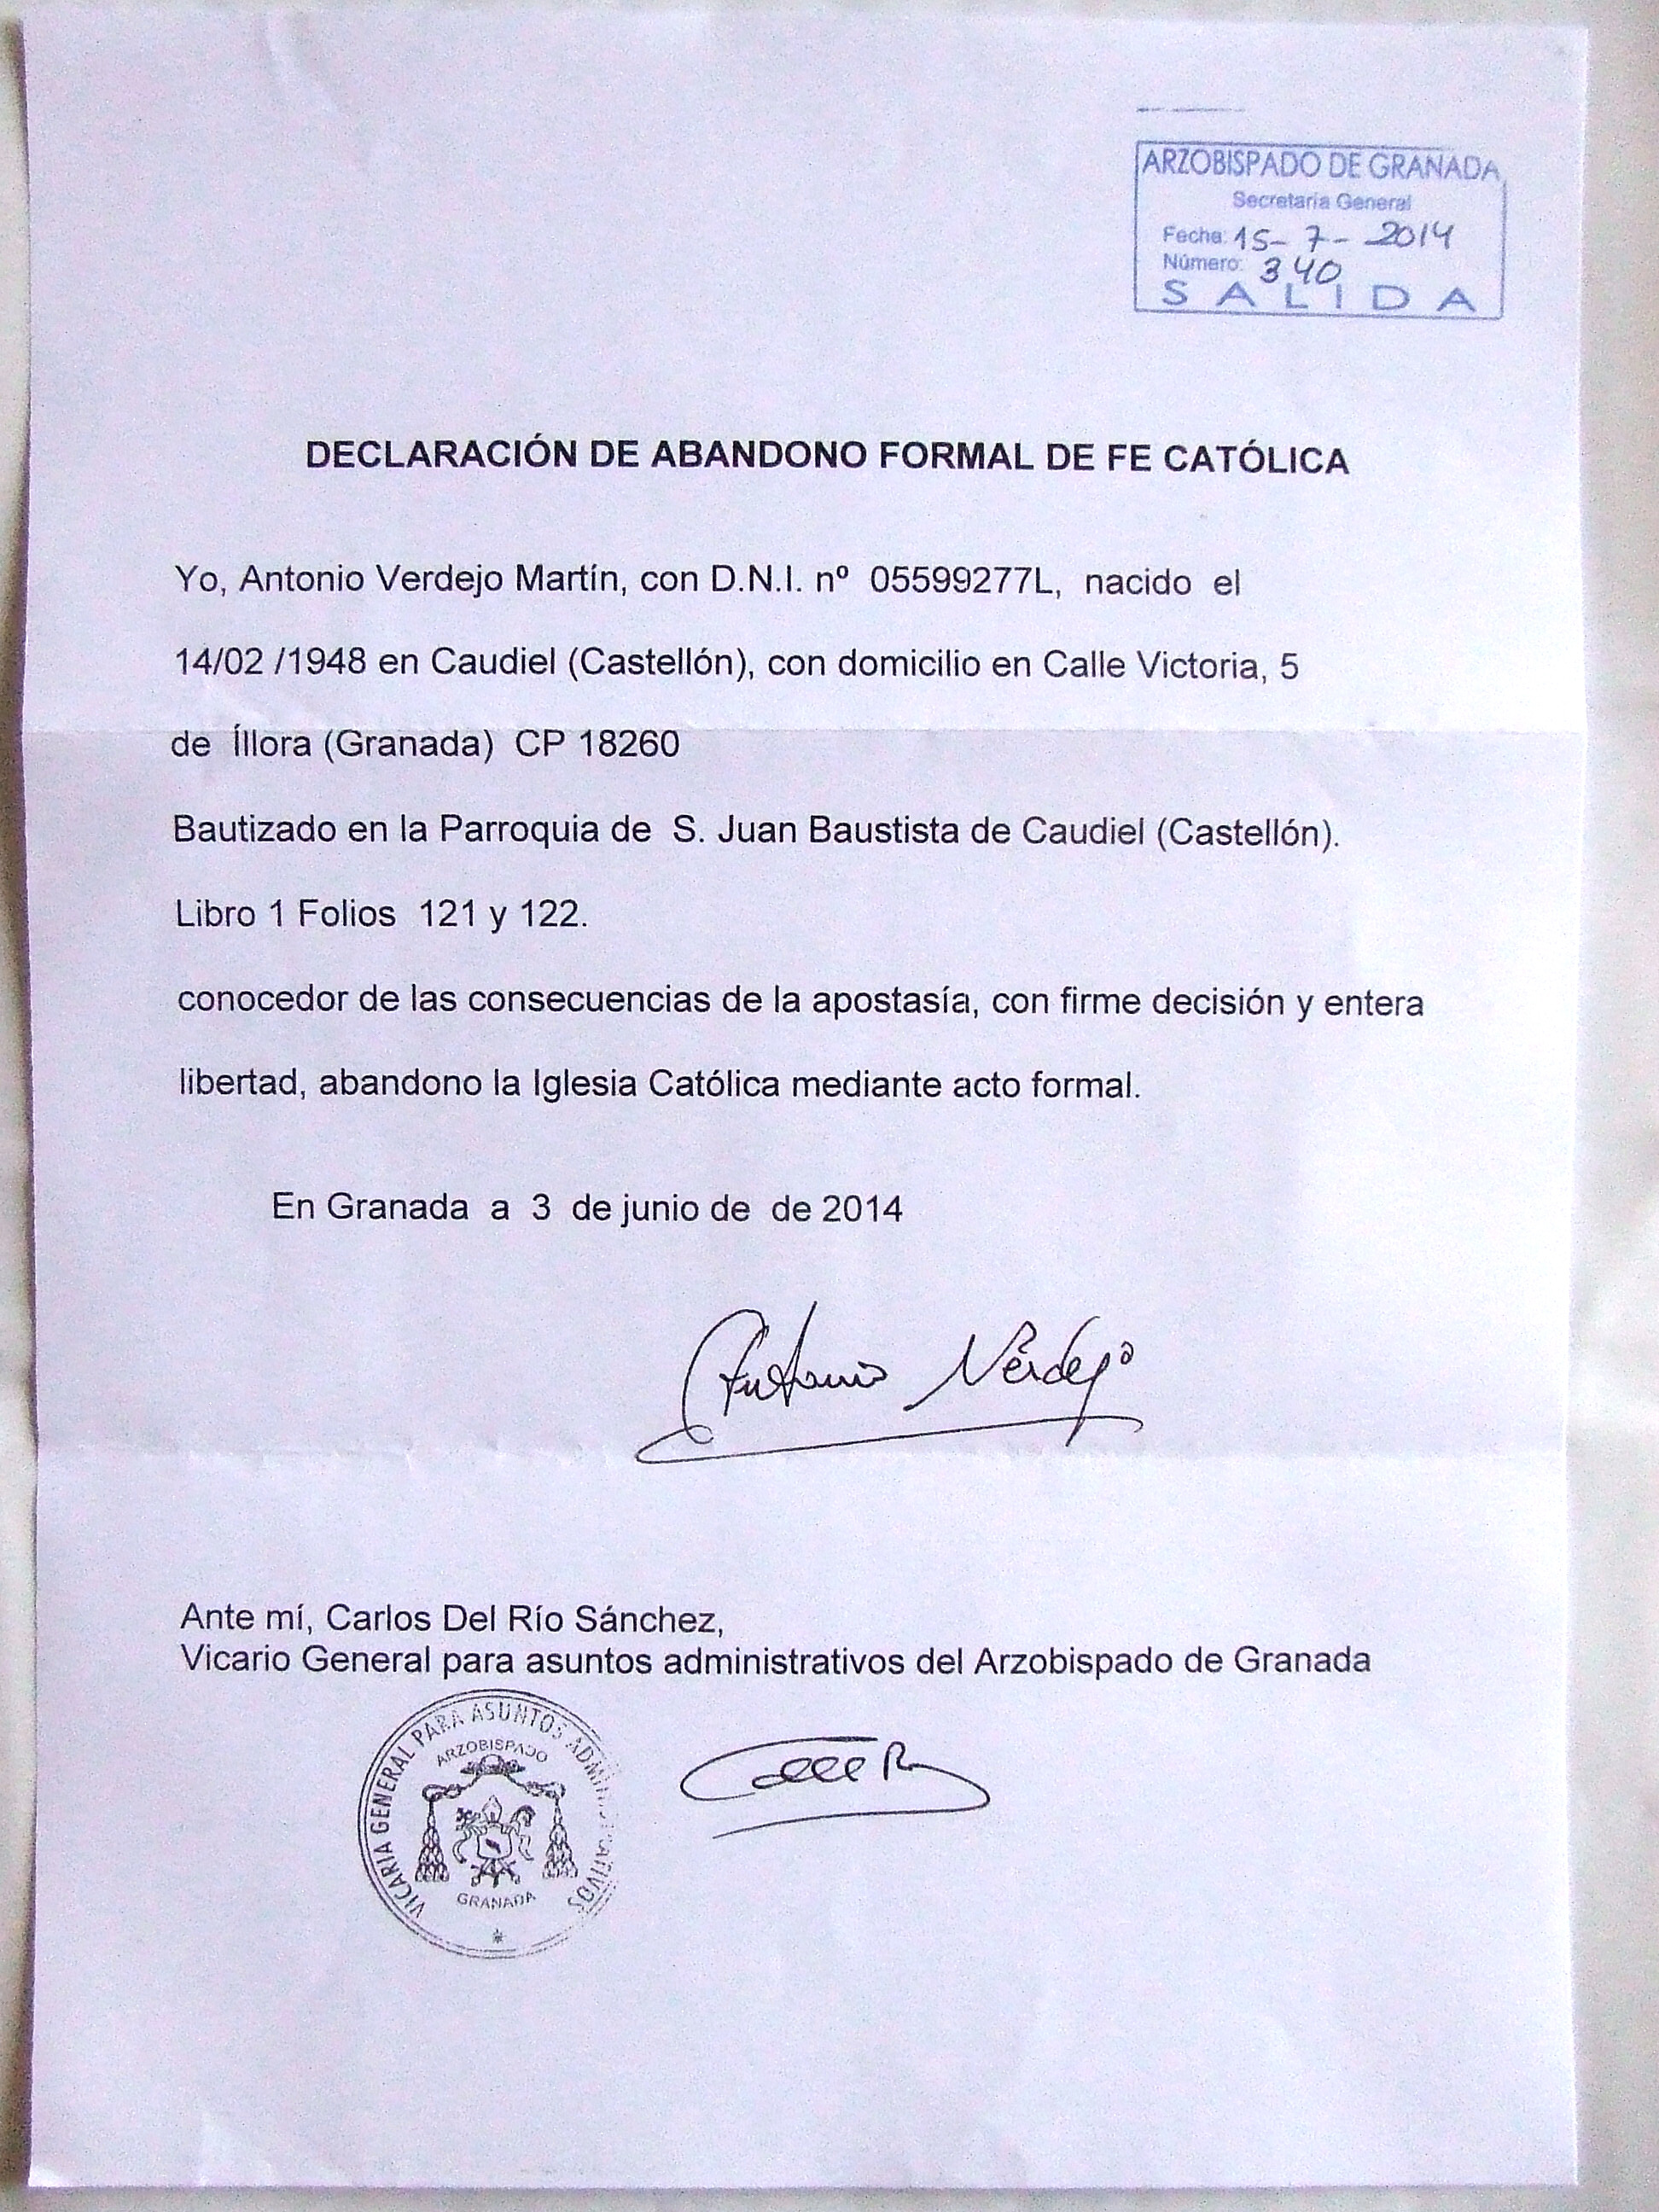 ARZOBISPADO DE GRANADA
Secretaria General
Fecha: 15-7-2014
Número: 340
SALIDA
DECLARACIÓN DE ABANDONO FORMAL DE FE CATÓLICA
Yo, Antonio Verdejo Martín, con D.N.I. nº 05599277L, nacido el
14/02 /1948 en Caudiel (Castellón), con domicilio en Calle Victoria, 5
de Íllora (Granada) CP 18260
Bautizado en la Parroquia de S. Juan Baustista de Caudiel (Castellón).
Libro 1 Folios 121 y 122.
conocedor de las consecuencias de la apostasía, con firme decisión y entera
libertad, abandono la Iglesia Católica mediante acto formal.
En Granada a 3 de junio de de 2014
Antonio Verdejo
Ante mí, Carlos Del Río Sánchez,
Vicario General para asuntos administrativos del Arzobispado de Granada
VICARIA GENERAL PARA ASUNTOS ADMINISTRATIVOS
ARZOBISPADO
GRANADA